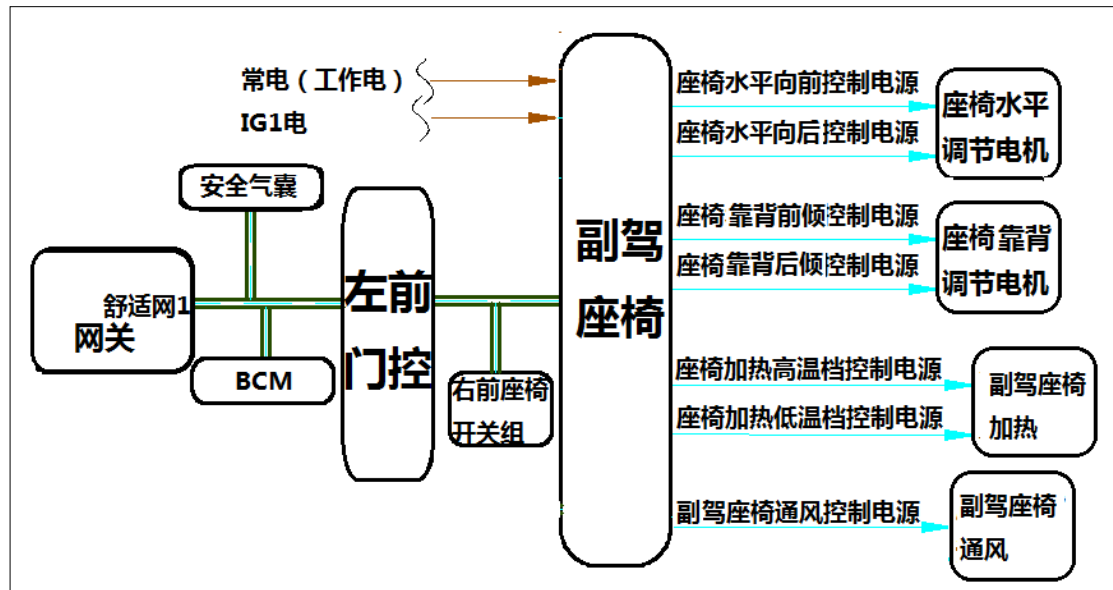 常电（工作电）
IG1电
安全气囊
舒适网1
网关
BCM
左前
门控
右前座椅
开关组
副驾
座椅
座椅水平向前控制电源
座椅水平向后控制电源
座椅水平
调节电机
座椅靠背前倾控制电源
座椅靠背后倾控制电源
座椅靠背
调节电机
座椅加热高温档控制电源
座椅加热低温档控制电源
副驾座椅
加热
副驾座椅通风控制电源
副驾座椅
通风